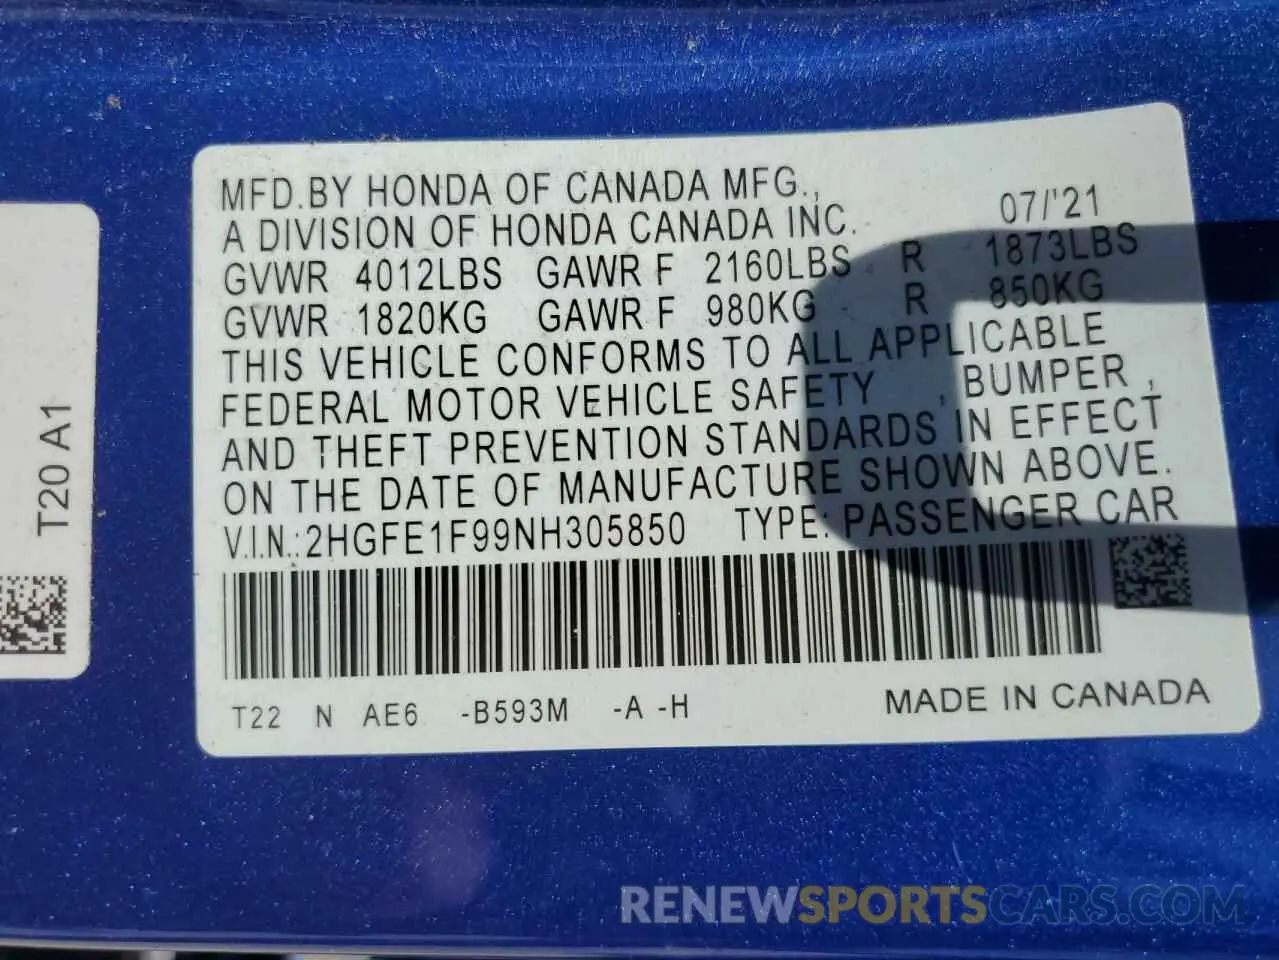 MFD.BY HONDA OF CANADA MFG.,
A DIVISION OF HONDA CANADA INC. 07/'21
GVWR 4012LBS GAWR F 2160LBS R 1873LBS
GVWR 1820KG GAWR F 980KG R 850KG
THIS VEHICLE CONFORMS TO ALL APPLICABLE
FEDERAL MOTOR VEHICLE SAFETY , BUMPER ,
AND THEFT PREVENTION STANDARDS IN EFFECT
ON THE DATE OF MANUFACTURE SHOWN ABOVE.
V.I.N.:2HGFE1F99NH305850 TYPE:PASSENGER CAR
T22 N AE6 -B593M -A -H MADE IN CANADA
T20 A1
RENEWSPORTSCARS.COM